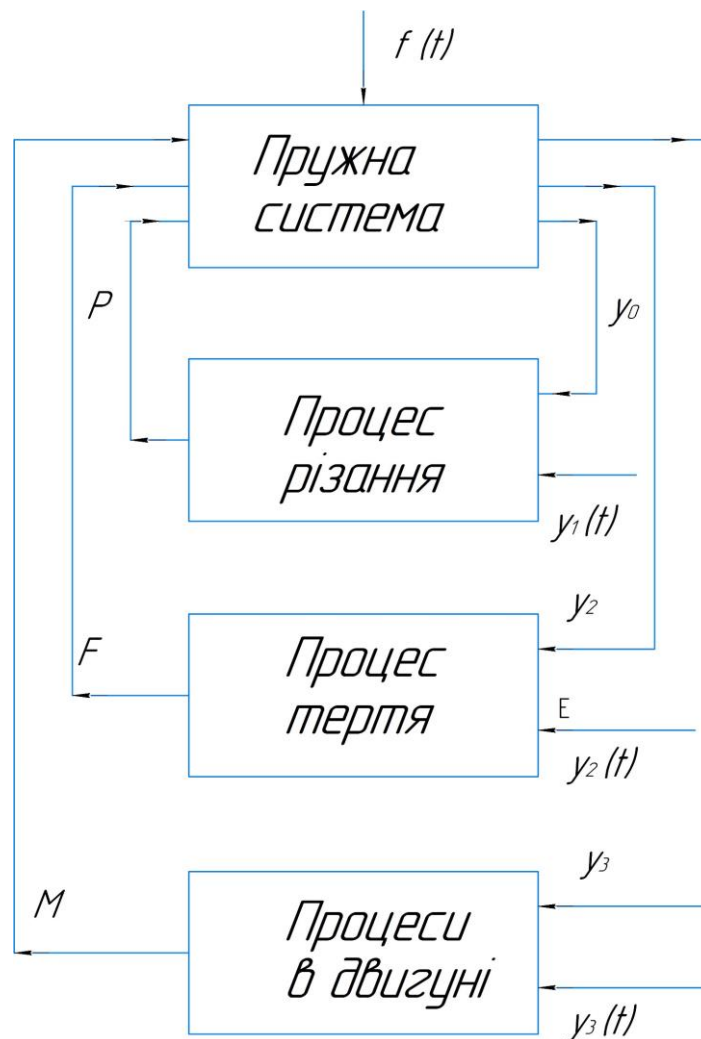 f (t)
Пружна
система
P
y0
Процес
різання
y1 (t)
y2
F
Процес
тертя
E
y2 (t)
y3
M
Процеси
в двигуні
y3 (t)